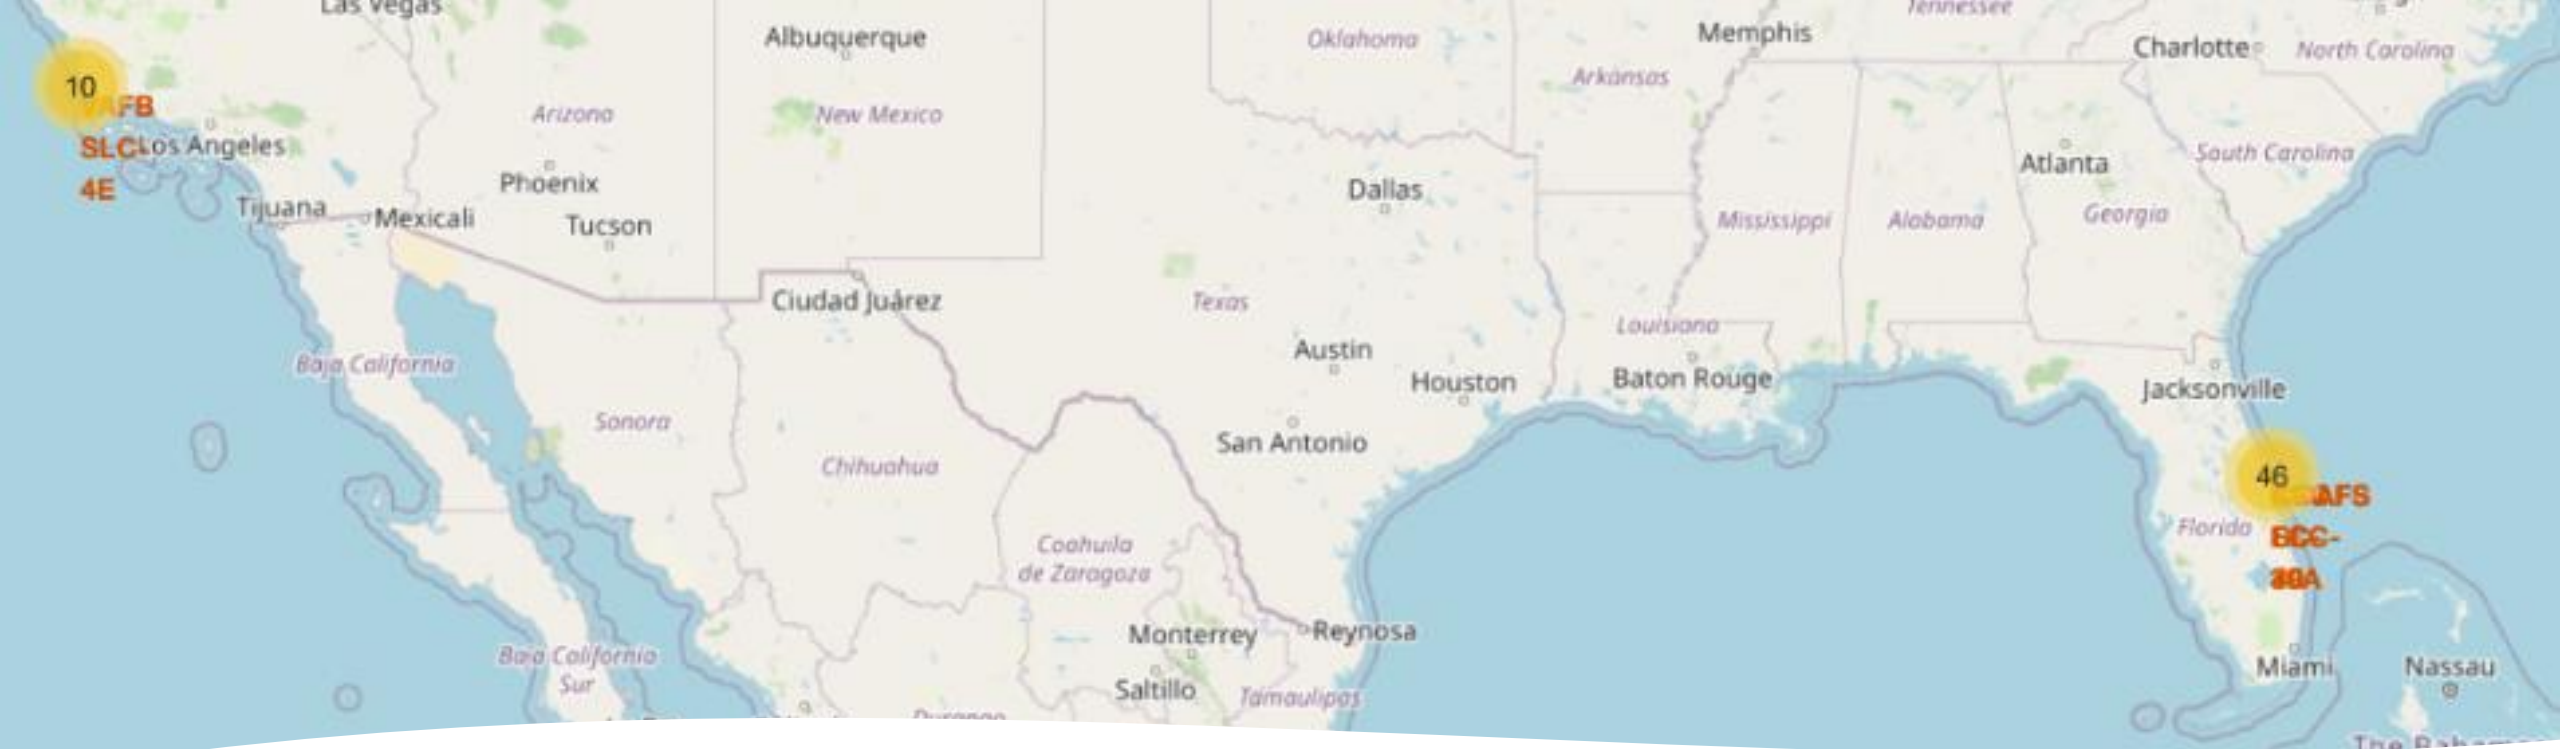 Las Vegas
Albuquerque
Oklahoma
Memphis
Tennessee
Charlotte
North Carolina
10
AFB
Arizona
New Mexico
Arkansas
SLC
Los Angeles
4E
Phoenix
Dallas
Atlanta
South Carolina
Tijuana
Mexicali
Tucson
Mississippi
Alabama
Georgia
Ciudad Juárez
Texas
Louisiana
Baja California
Austin
Houston
Baton Rouge
Jacksonville
Sonora
Chihuahua
San Antonio
46
AFS
Florida
Coahuila
de Zaragoza
Monterrey
Reynosa
Baja California
Sur
Saltillo
Tamaulipas
Miami
Nassau
Durango